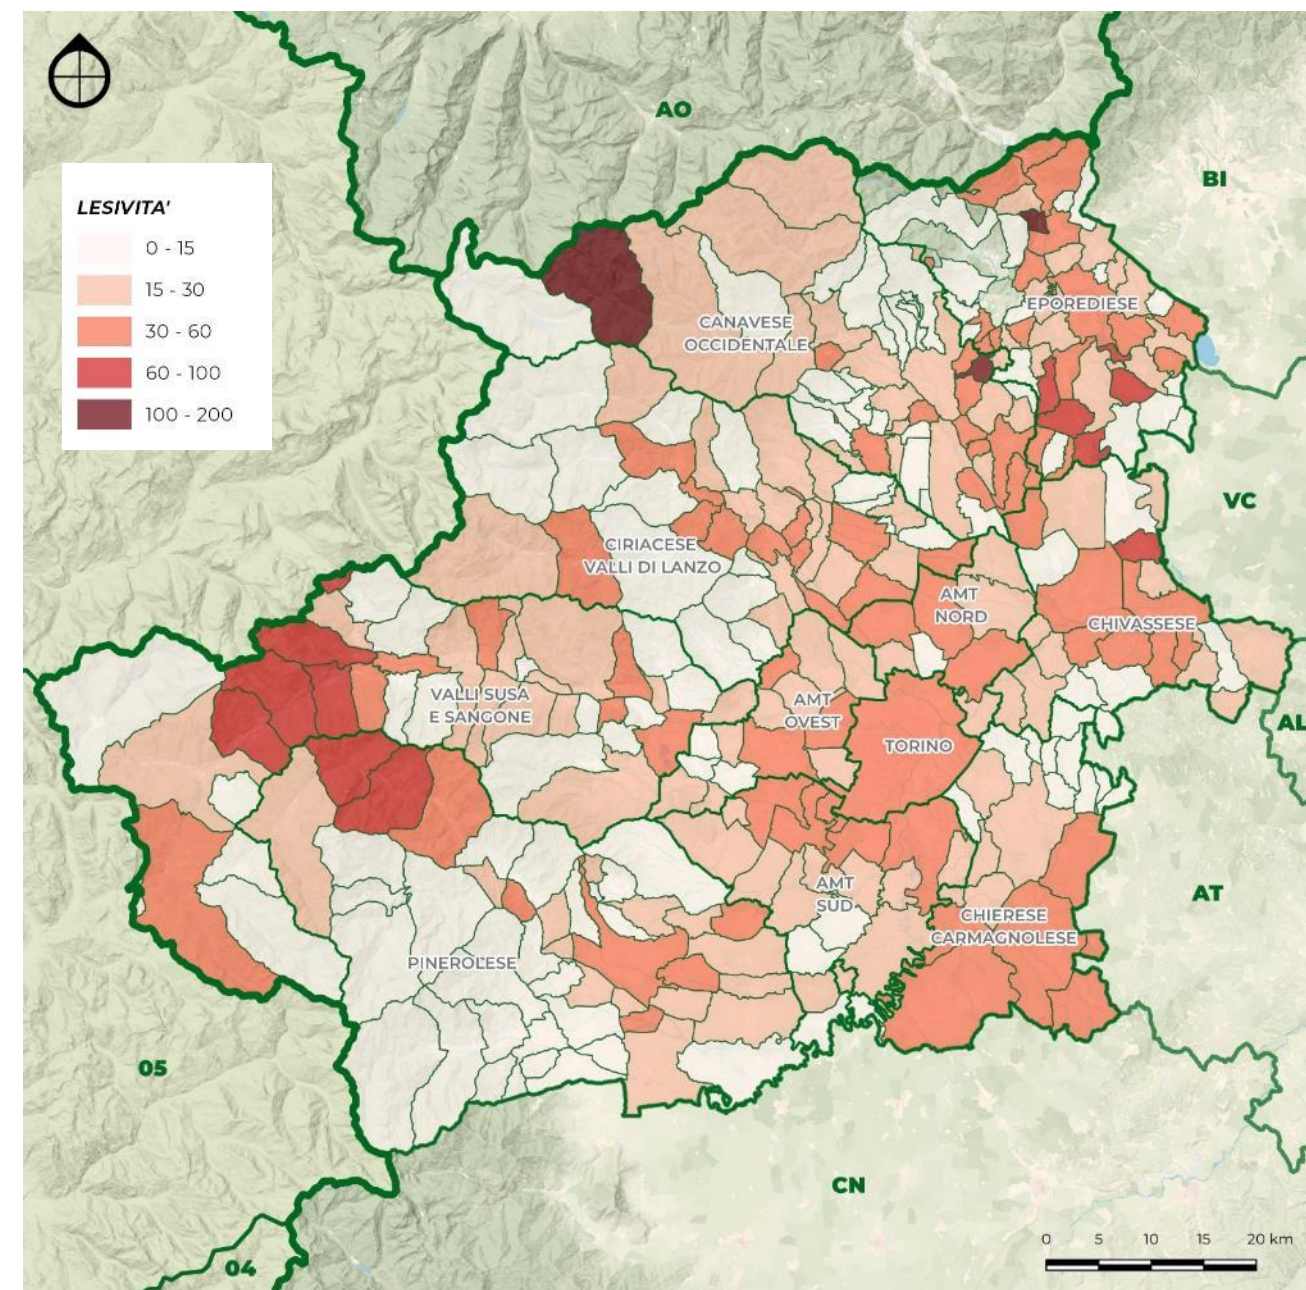 AO
BI
LESIVITA'
0 - 15
15 - 30
30 - 60
60 - 100
100 - 200
EPOREDIESE
CANAVESE
OCCIDENTALE
VC
CIRIACESE
VALLI DI LANZO
AMT
NORD
CHIVASSESE
VALLI SUSA
E SANGONE
AMT
OVEST
TORINO
AL
AMT
SUD
AT
CHIERESE
CARMAGNOLESE
PINEROLESE
05
CN
0 5 10 15 20 km
04